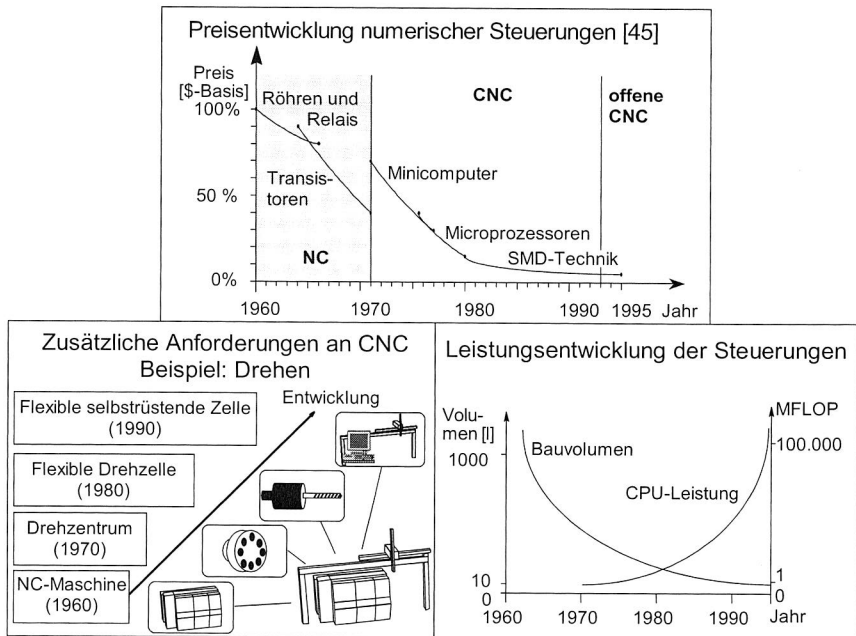 Preisentwicklung numerischer Steuerungen [45]
Preis
[$-Basis]
100%
50 %
0%
Röhren und
Relais
Transis-
toren
NC
CNC
offene
CNC
Minicomputer
Microprozessoren
SMD-Technik
1960 1970 1980 1990 1995 Jahr
Zusätzliche Anforderungen an CNC
Beispiel: Drehen
Entwicklung
Flexible selbstrüstende Zelle
(1990)
Flexible Drehzelle
(1980)
Drehzentrum
(1970)
NC-Maschine
(1960)
Leistungsentwicklung der Steuerungen
Volu-
men [l]
1000
10
0
Bauvolumen
CPU-Leistung
MFLOP
100.000
1
0
1960 1970 1980 1990 Jahr